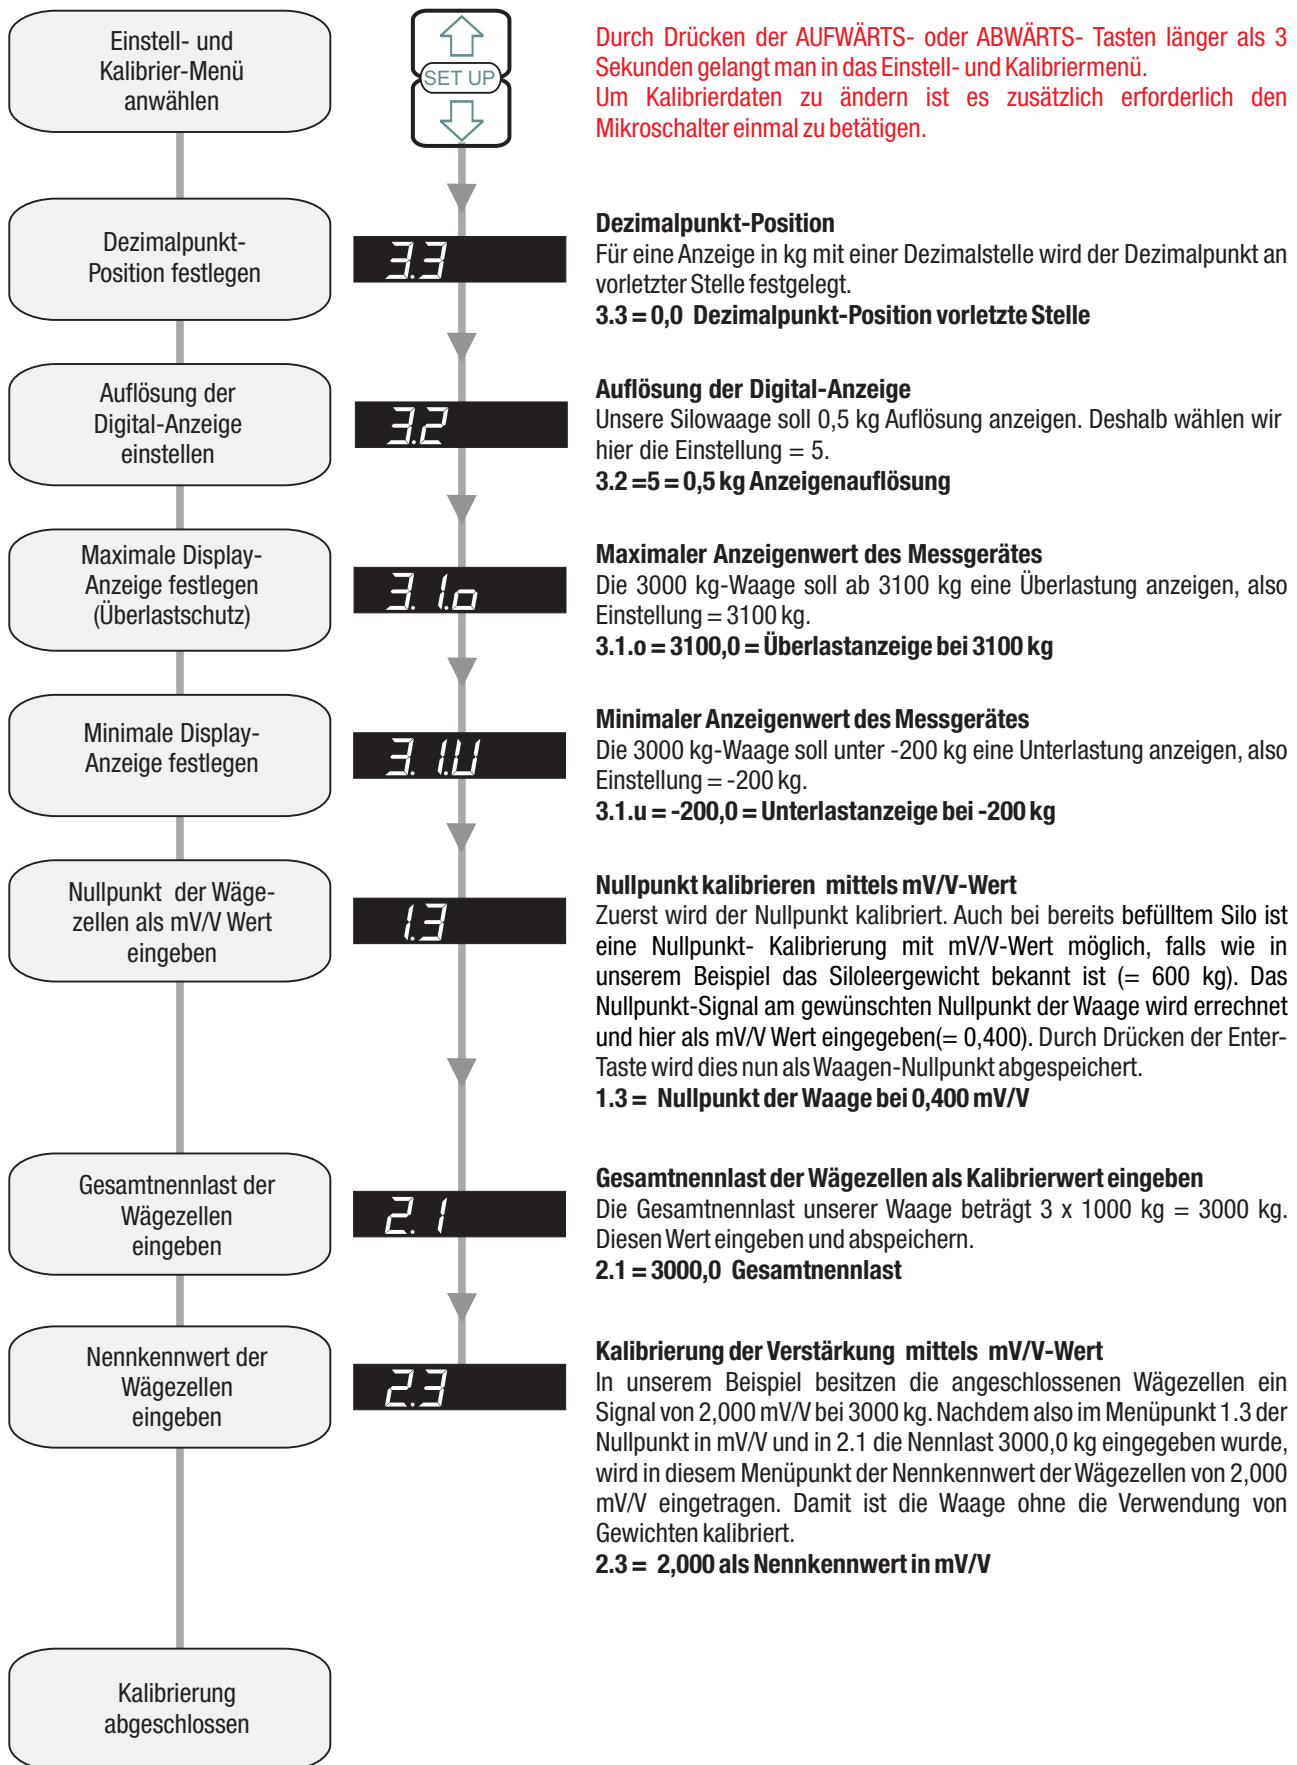 Einstell- und
Kalibrier-Menü
anwählen
SET UP
Durch Drücken der AUFWÄRTS- oder ABWÄRTS- Tasten länger als 3
Sekunden gelangt man in das Einstell- und Kalibriermenü.
Um Kalibrierdaten zu ändern ist es zusätzlich erforderlich den
Mikroschalter einmal zu betätigen.
Dezimalpunkt-
Position festlegen
3.3
Dezimalpunkt-Position
Für eine Anzeige in kg mit einer Dezimalstelle wird der Dezimalpunkt an
vorletzter Stelle festgelegt.
3.3 = 0,0 Dezimalpunkt-Position vorletzte Stelle
Auflösung der
Digital-Anzeige
einstellen
3.2
Auflösung der Digital-Anzeige
Unsere Silowaage soll 0,5 kg Auflösung anzeigen. Deshalb wählen wir
hier die Einstellung = 5.
3.2 =5 = 0,5 kg Anzeigenauflösung
Maximale Display-
Anzeige festlegen
(Überlastschutz)
3.1.o
Maximaler Anzeigenwert des Messgerätes
Die 3000 kg-Waage soll ab 3100 kg eine Überlastung anzeigen, also
Einstellung = 3100 kg.
3.1.o = 3100,0 = Überlastanzeige bei 3100 kg
Minimale Display-
Anzeige festlegen
3.1.U
Minimaler Anzeigenwert des Messgerätes
Die 3000 kg-Waage soll unter -200 kg eine Unterlastung anzeigen, also
Einstellung = -200 kg.
3.1.u = -200,0 = Unterlastanzeige bei -200 kg
Nullpunkt der Wäge-
zellen als mV/V Wert
eingeben
1.3
Nullpunkt kalibrieren mittels mV/V-Wert
Zuerst wird der Nullpunkt kalibriert. Auch bei bereits befülltem Silo ist
eine Nullpunkt- Kalibrierung mit mV/V-Wert möglich, falls wie in
unserem Beispiel das Siloleergewicht bekannt ist (= 600 kg). Das
Nullpunkt-Signal am gewünschten Nullpunkt der Waage wird errechnet
und hier als mV/V Wert eingegeben(= 0,400). Durch Drücken der Enter-
Taste wird dies nun als Waagen-Nullpunkt abgespeichert.
1.3 = Nullpunkt der Waage bei 0,400 mV/V
Gesamtnennlast der
Wägezellen
eingeben
2.1
Gesamtnennlast der Wägezellen als Kalibrierwert eingeben
Die Gesamtnennlast unserer Waage beträgt 3 x 1000 kg = 3000 kg.
Diesen Wert eingeben und abspeichern.
2.1 = 3000,0 Gesamtnennlast
Nennkennwert der
Wägezellen
eingeben
2.3
Kalibrierung der Verstärkung mittels mV/V-Wert
In unserem Beispiel besitzen die angeschlossenen Wägezellen ein
Signal von 2,000 mV/V bei 3000 kg. Nachdem also im Menüpunkt 1.3 der
Nullpunkt in mV/V und in 2.1 die Nennlast 3000,0 kg eingegeben wurde,
wird in diesem Menüpunkt der Nennkennwert der Wägezellen von 2,000
mV/V eingetragen. Damit ist die Waage ohne die Verwendung von
Gewichten kalibriert.
2.3 = 2,000 als Nennkennwert in mV/V
Kalibrierung
abgeschlossen